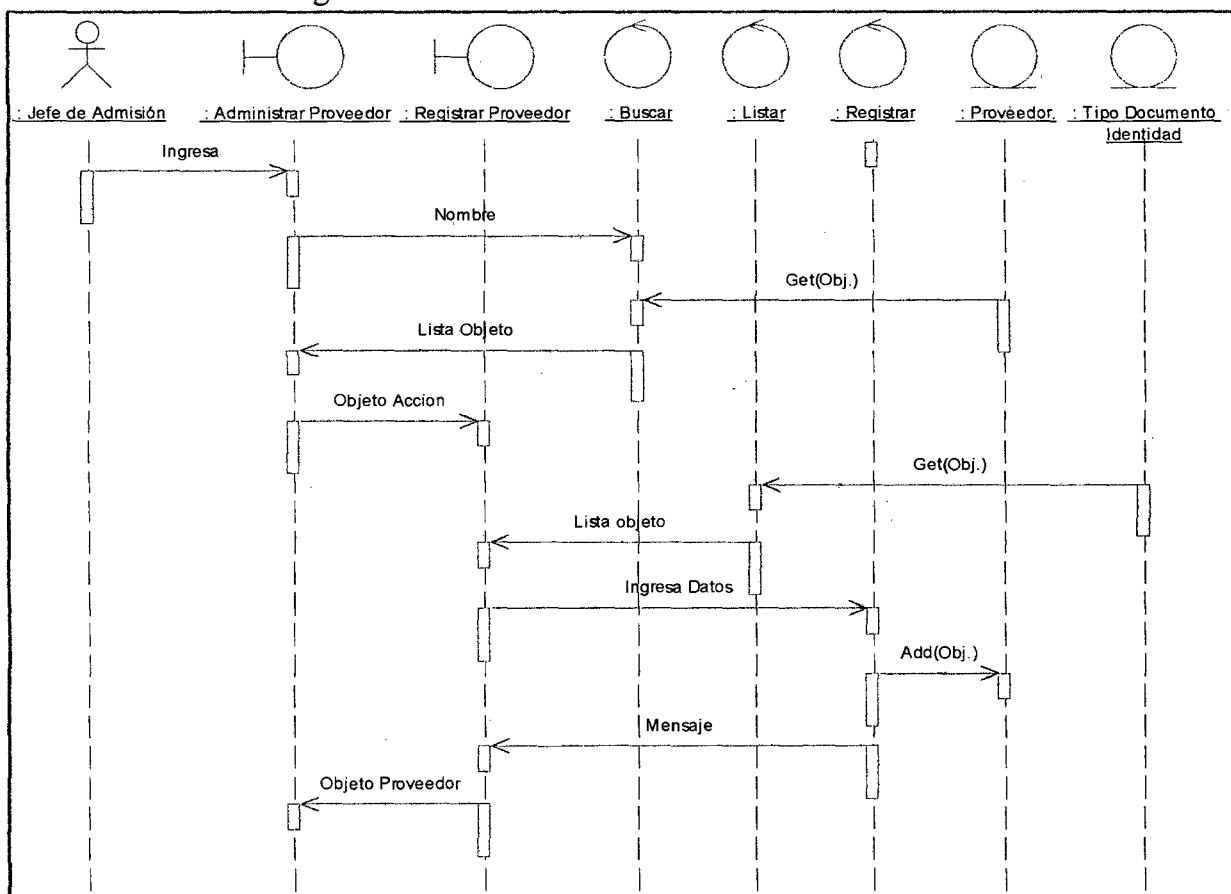 : Jefe de Admisión
: Administrar Proveedor
: Registrar Proveedor
: Buscar
: Listar
: Registrar
: Proveedor
: Tipo Documento
Identidad
Ingresa
Nombre
Get(Obj.)
Lista Objeto
Objeto Accion
Get(Obj.)
Lista objeto
Ingresa Datos
Add(Obj.)
Mensaje
Objeto Proveedor